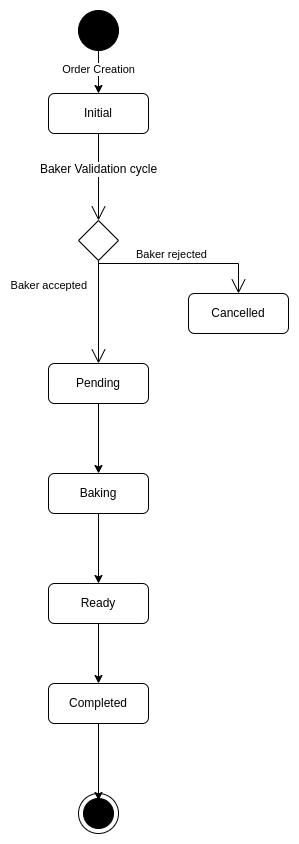 Order Creation
Initial
Baker Validation cycle
Baker rejected
Baker accepted
Cancelled
Pending
Baking
Ready
Completed